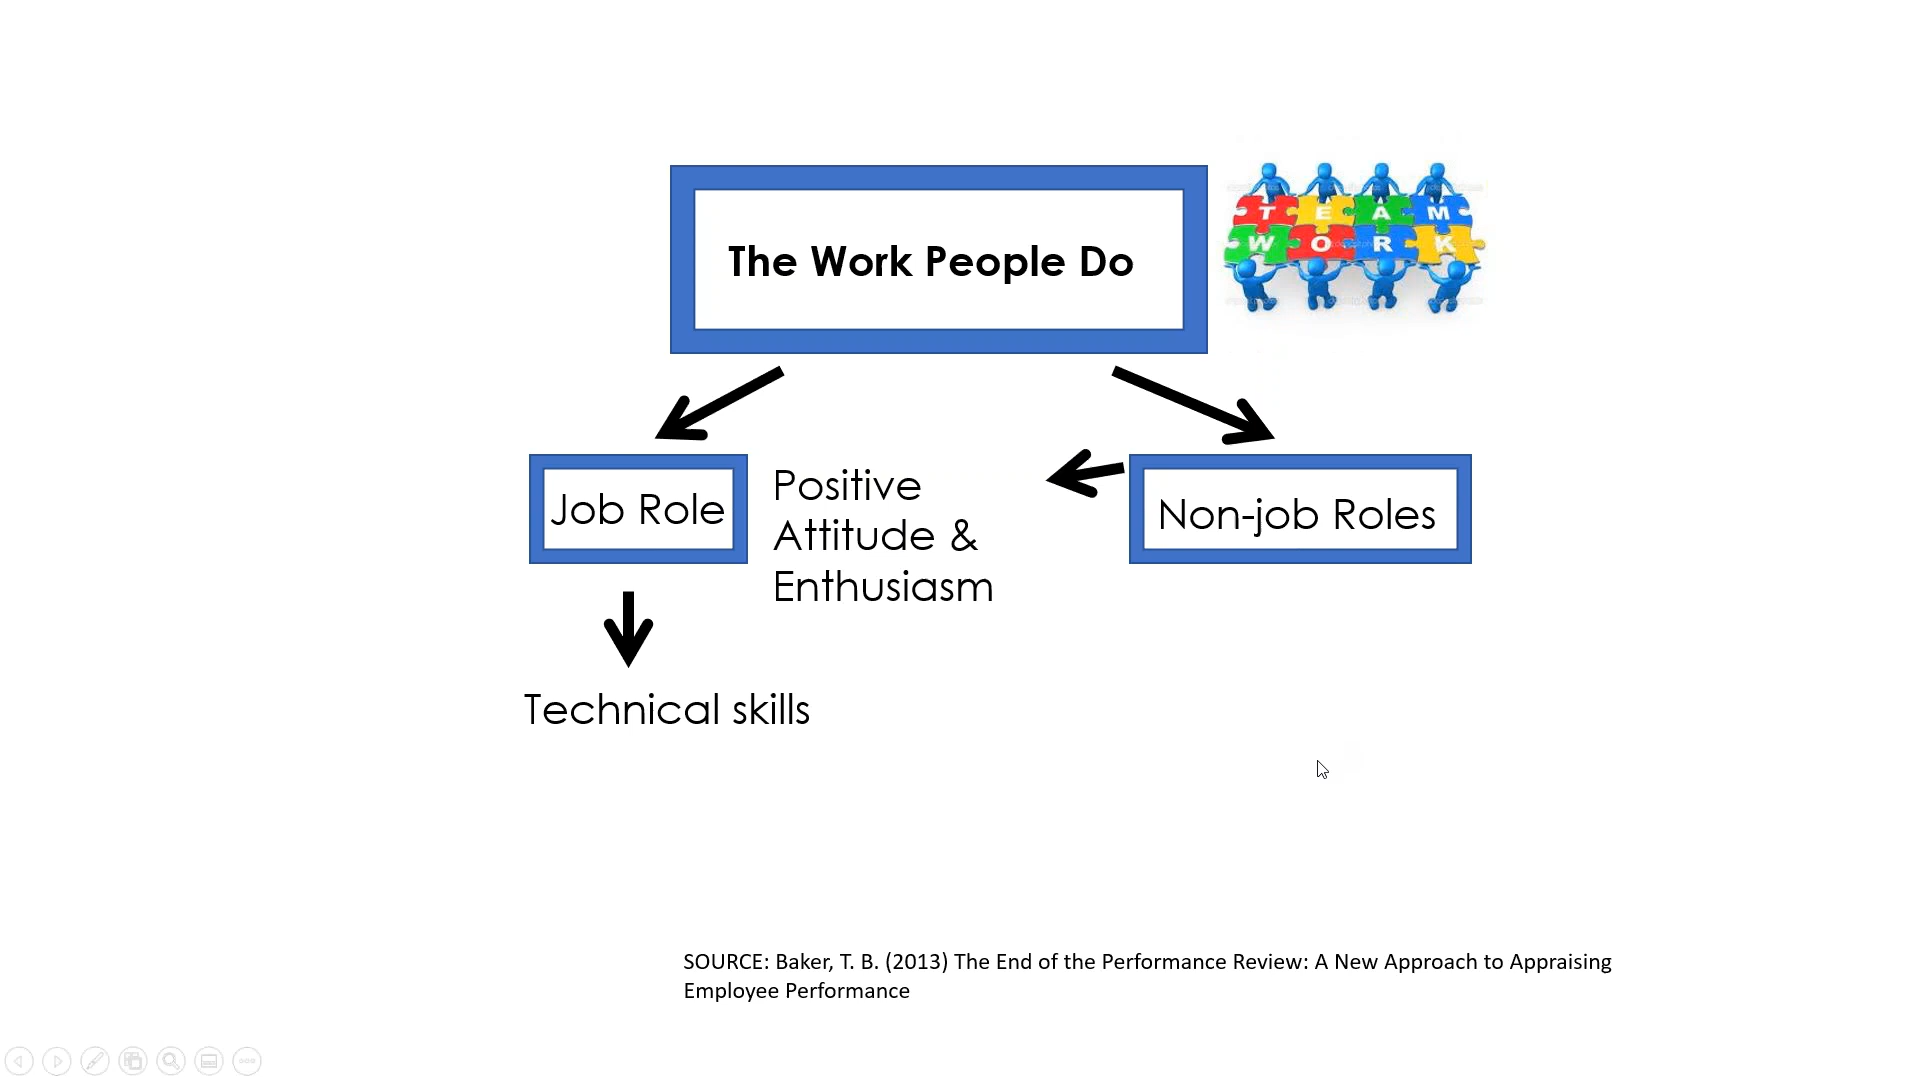 The Work People Do
TEAM
WORK
Job Role
Positive
Attitude &
Enthusiasm
Non-job Roles
Technical skills
SOURCE: Baker, T. B. (2013) The End of the Performance Review: A New Approach to Appraising
Employee Performance